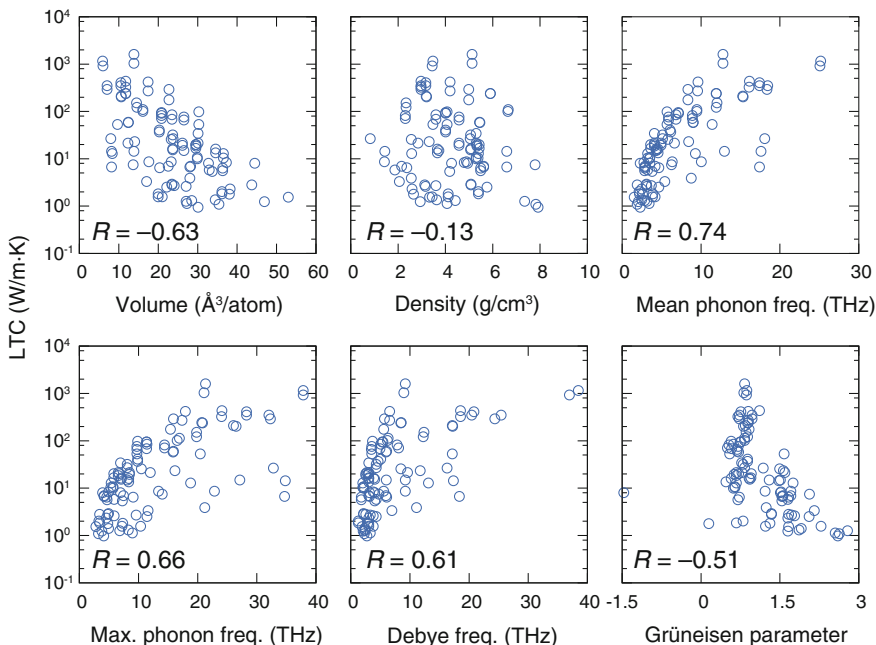 LTC (W/m·K)
10⁴
10³
10²
10¹
10⁰
10⁻¹
R = –0.63
0 10 20 30 40 50 60
Volume (Å³/atom)
R = –0.13
0 2 4 6 8 10
Density (g/cm³)
R = 0.74
0 10 20 30
Mean phonon freq. (THz)
10⁴
10³
10²
10¹
10⁰
10⁻¹
R = 0.66
0 10 20 30 40
Max. phonon freq. (THz)
R = 0.61
0 10 20 30 40
Debye freq. (THz)
R = –0.51
-1.5 0 1.5 3
Grüneisen parameter